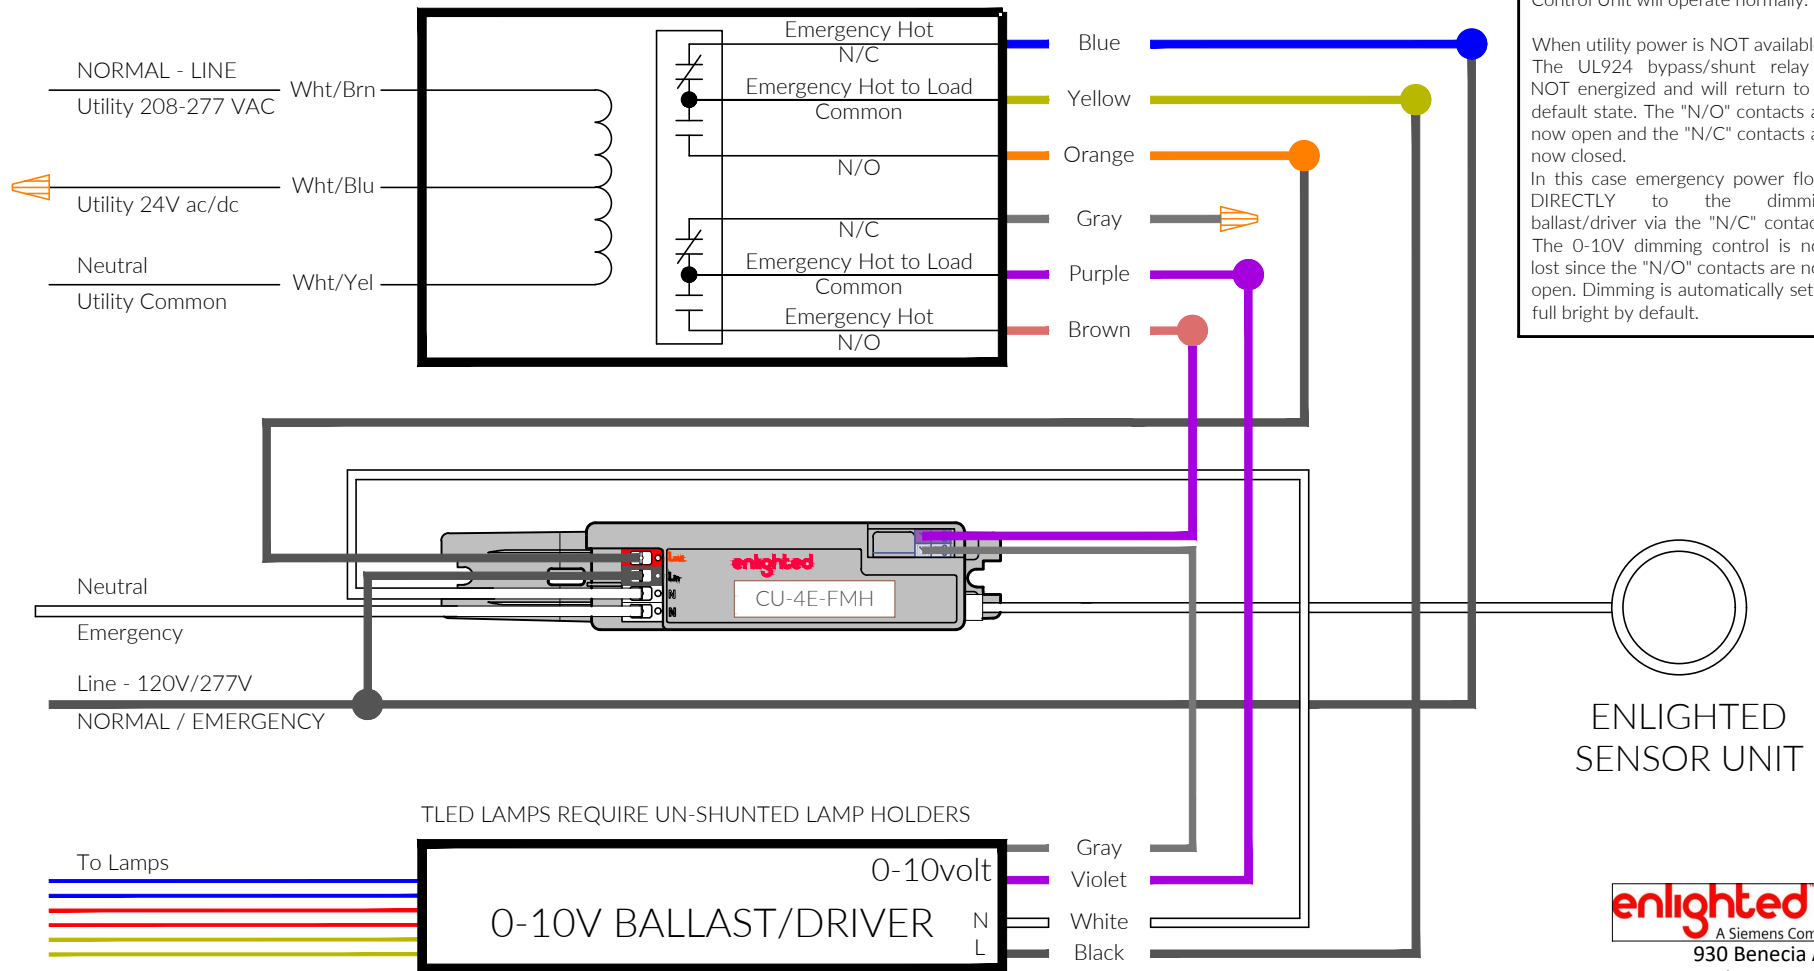 Control Unit will operate normally.
When utility power is NOT available
The UL924 bypass/shunt relay
NOT energized and will return to
default state. The "N/O" contacts
now open and the "N/C" contacts
now closed.
In this case emergency power
DIRECTLY to the
ballast/driver via the "N/C"
The 0-10V dimming control is
lost since the "N/O" contacts are
open. Dimming is automatically set
full bright by default.
NORMAL - LINE
Utility 208-277 VAC
Wht/Brn
Utility 24V ac/dc
Wht/Blu
Neutral
Utility Common
Wht/Yel
Emergency Hot
N/C
Emergency Hot to Load
Common
N/O
N/C
Emergency Hot to Load
Common
Emergency Hot
N/O
Blue
Yellow
Orange
Gray
Purple
Brown
enlighted
CU-4E-FMH
N
N
Neutral
Emergency
Line - 120V/277V
NORMAL / EMERGENCY
ENLIGHTED
SENSOR UNIT
TLED LAMPS REQUIRE UN-SHUNTED LAMP HOLDERS
To Lamps
0-10volt
0-10V BALLAST/DRIVER
N
L
Gray
Violet
White
Black
enlighted
A Siemens Com
930 Benecia A